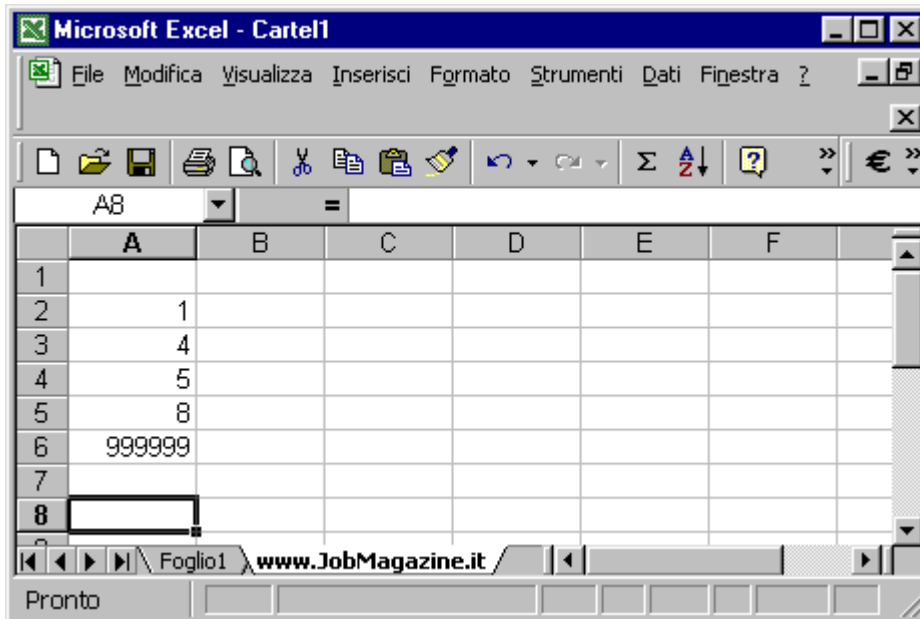 Microsoft Excel - Cartel1
File Modifica Visualizza Inserisci Formato Strumenti Dati Finestra ?
Σ A Z ? » € »
A8 =
A B C D E F
1
2 1
3 4
4 5
5 8
6 999999
7
8
Foglio1 www.JobMagazine.it
Pronto